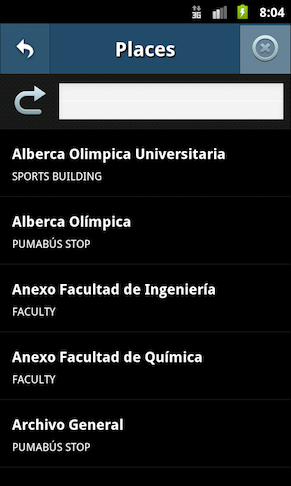 3G 8:04
Places
Alberca Olimpica Universitaria
SPORTS BUILDING
Alberca Olímpica
PUMABÚS STOP
Anexo Facultad de Ingeniería
FACULTY
Anexo Facultad de Química
FACULTY
Archivo General
PUMABÚS STOP